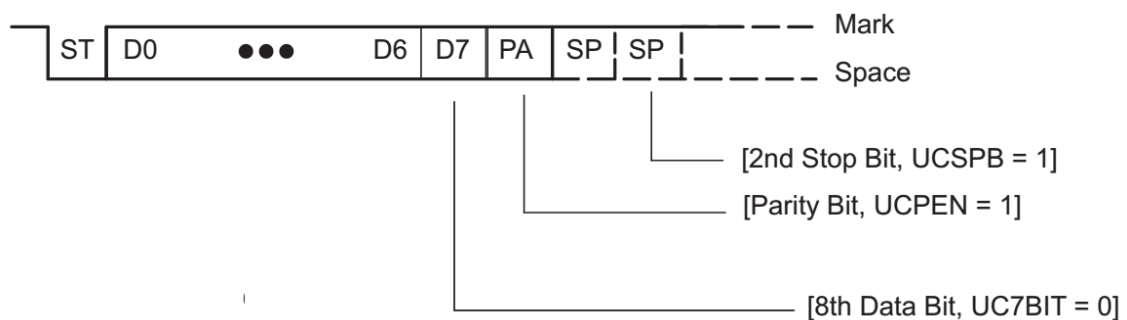 Mark
ST D0 ●●● D6 D7 PA SP SP
Space
[2nd Stop Bit, UCSPB = 1]
[Parity Bit, UCPEN = 1]
[8th Data Bit, UC7BIT = 0]